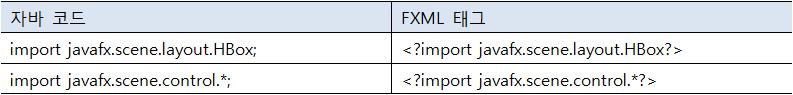 자바 코드 FXML 태그
import javafx.scene.layout.HBox; <?import javafx.scene.layout.HBox?>
import javafx.scene.control.*; <?import javafx.scene.control.*?>